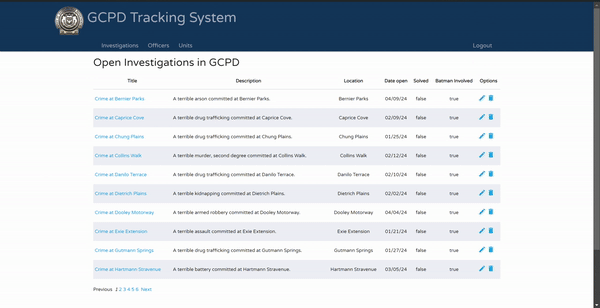 GCPD Tracking System
Investigations Officers Units Logout
Open Investigations in GCPD
Title Description Location Date open Solved Batman Involved Options
Crime at Bernier Parks A terrible arson committed at Bernier Parks. Bernier Parks 04/09/24 false true
Crime at Caprice Cove A terrible drug trafficking committed at Caprice Cove. Caprice Cove 02/09/24 false true
Crime at Chung Plains A terrible drug trafficking committed at Chung Plains. Chung Plains 01/25/24 false true
Crime at Collins Walk A terrible murder, second degree committed at Collins Walk. Collins Walk 02/12/24 false true
Crime at Danilo Terrace A terrible drug trafficking committed at Danilo Terrace. Danilo Terrace 02/10/24 false true
Crime at Dietrich Plains A terrible kidnapping committed at Dietrich Plains. Dietrich Plains 02/02/24 false true
Crime at Dooley Motorway A terrible armed robbery committed at Dooley Motorway. Dooley Motorway 04/04/24 false true
Crime at Exie Extension A terrible assault committed at Exie Extension. Exie Extension 01/21/24 false true
Crime at Gutmann Springs A terrible drug trafficking committed at Gutmann Springs. Gutmann Springs 01/27/24 false true
Crime at Hartmann Stravenue A terrible battery committed at Hartmann Stravenue. Hartmann Stravenue 03/05/24 false true
Previous 1 2 3 4 5 6 Next